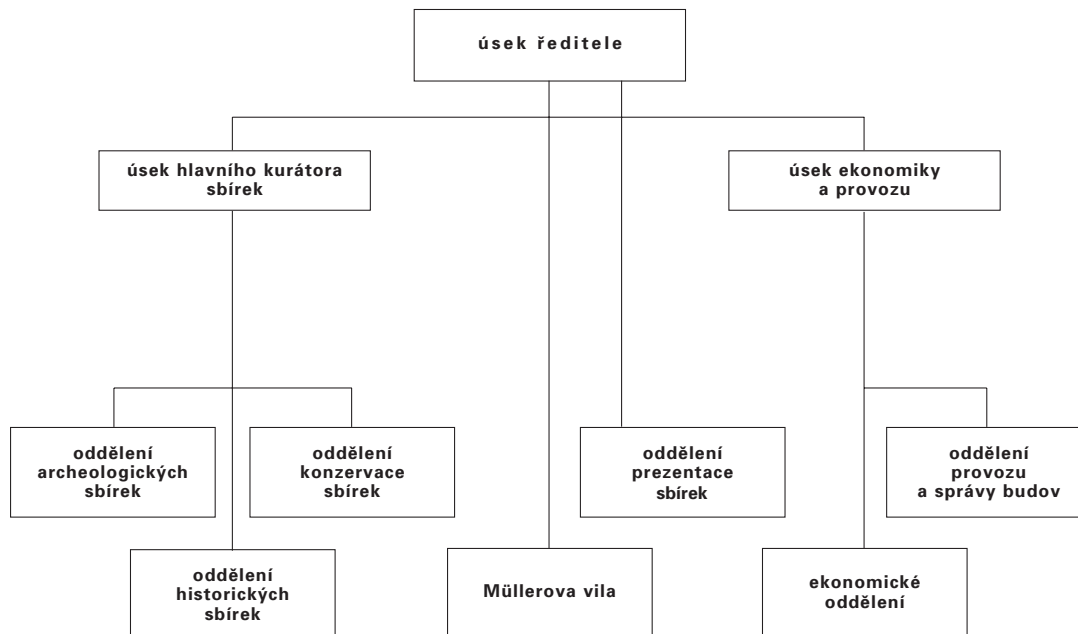 úsek ředitele
úsek hlavního kurátora
sbírek
úsek ekonomiky
a provozu
oddělení
archeologických
sbírek
oddělení
konzervace
sbírek
oddělení
prezentace
sbírek
oddělení
provozu
a správy budov
oddělení
historických
sbírek
Müllerova vila
ekonomické
oddělení